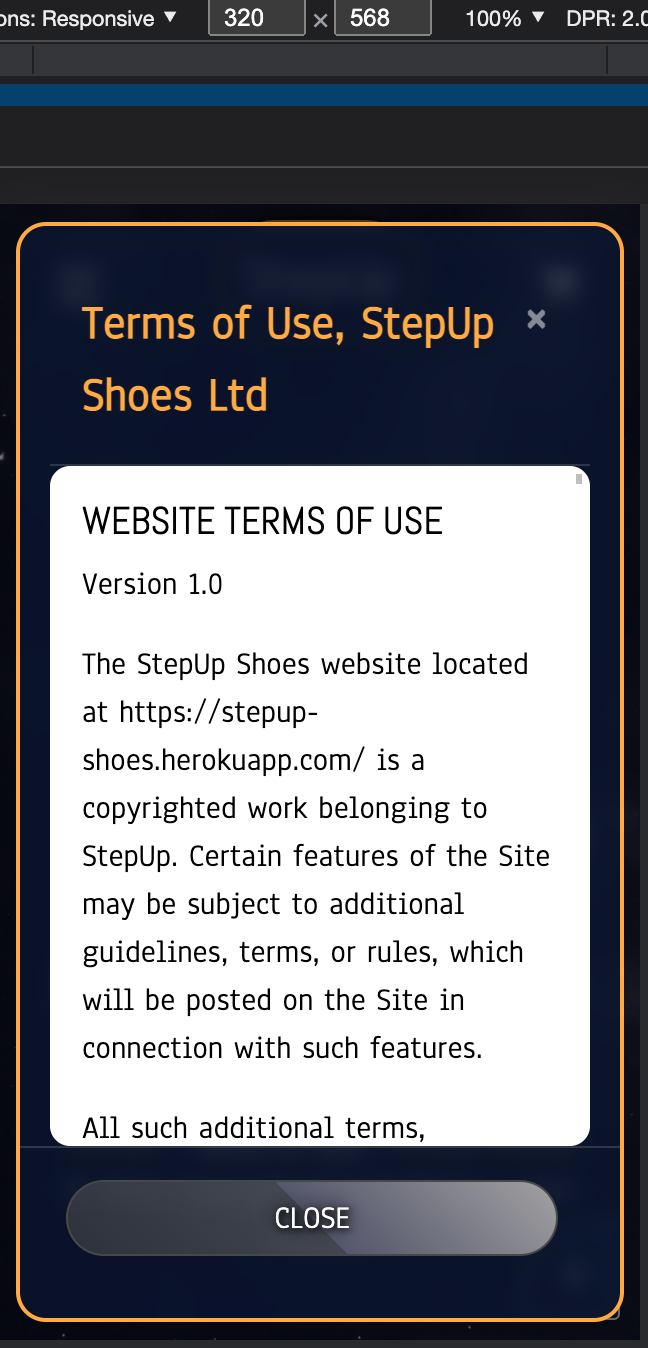 ons: Responsive ▼ 320 × 568 100% ▼ DPR: 2.0
Terms of Use, StepUp ×
Shoes Ltd
WEBSITE TERMS OF USE
Version 1.0
The StepUp Shoes website located
at https://stepup-
shoes.herokuapp.com/ is a
copyrighted work belonging to
StepUp. Certain features of the Site
may be subject to additional
guidelines, terms, or rules, which
will be posted on the Site in
connection with such features.
All such additional terms,
CLOSE